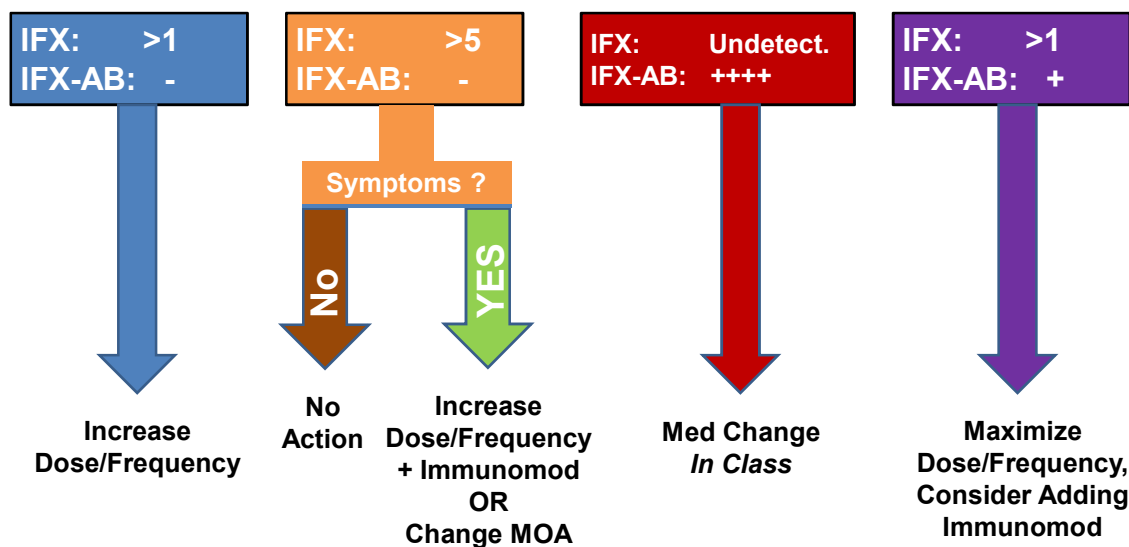 IFX: >1
IFX-AB: -
IFX: >5
IFX-AB: -
Symptoms ?
No
YES
No
Action
Increase
Dose/Frequency
+ Immunomod
OR
Change MOA
IFX: Undetect.
IFX-AB: ++++
Med Change
In Class
IFX: >1
IFX-AB: +
Maximize
Dose/Frequency,
Consider Adding
Immunomod
Increase
Dose/Frequency